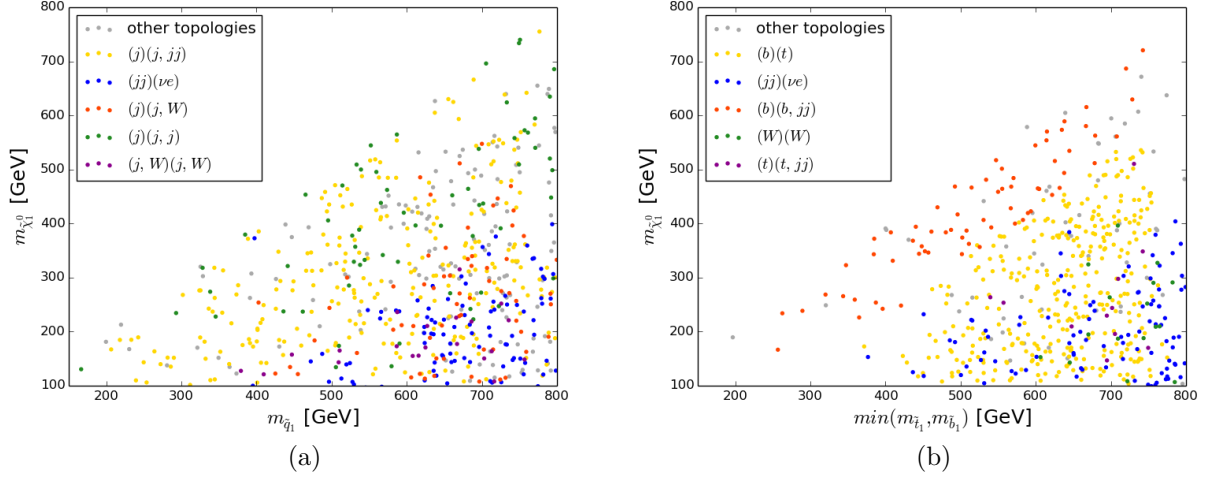 800
700
600
500
400
300
200
100
m_{\tilde{\chi}_1^0} [GeV]
other topologies
(j)(j, jj)
(jj)(νe)
(j)(j, W)
(j)(j, j)
(j, W)(j, W)
200 300 400 500 600 700 800
m_{\tilde{q}_1} [GeV]
(a)
800
700
600
500
400
300
200
100
m_{\tilde{\chi}_1^0} [GeV]
other topologies
(b)(t)
(jj)(νe)
(b)(b, jj)
(W)(W)
(t)(t, jj)
200 300 400 500 600 700 800
min(m_{\tilde{t}_1}, m_{\tilde{b}_1}) [GeV]
(b)